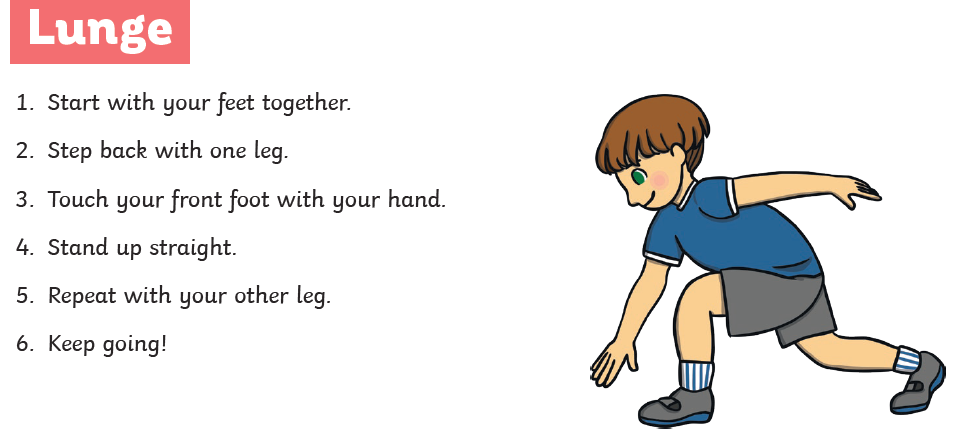 Lunge
1. Start with your feet together.
2. Step back with one leg.
3. Touch your front foot with your hand.
4. Stand up straight.
5. Repeat with your other leg.
6. Keep going!